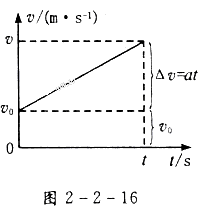 v/(m·s⁻¹)
v
Δv=at
v₀
v₀
0
t
t/s
图 2-2-16